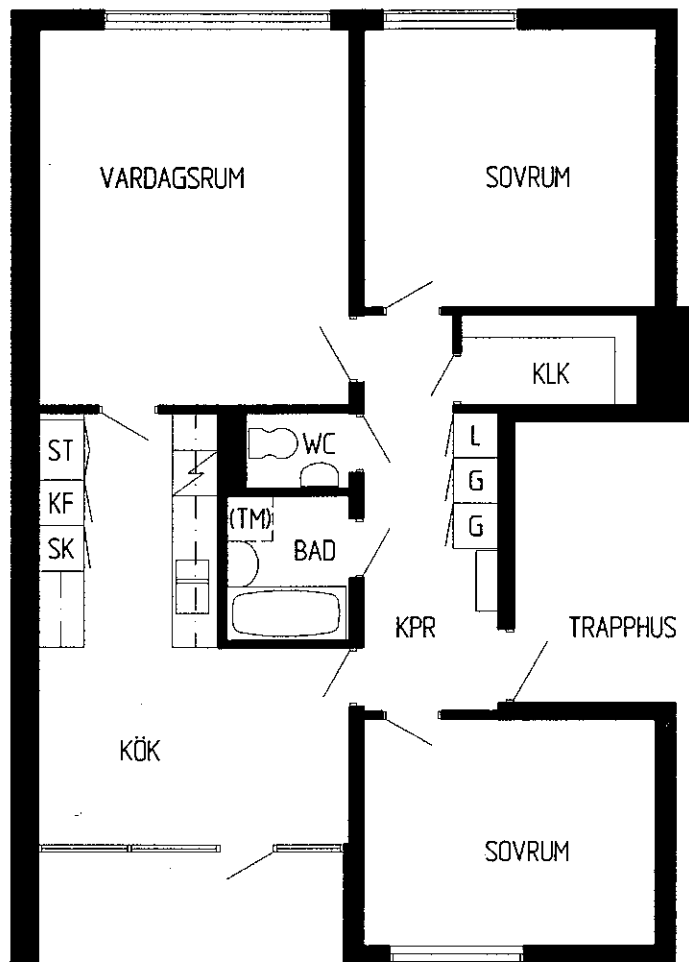 VARDAGSRUM
SOVRUM
KLK
ST
WC
L
KF
G
(TM)
G
SK
BAD
KPR
TRAPPHUS
KÖK
SOVRUM